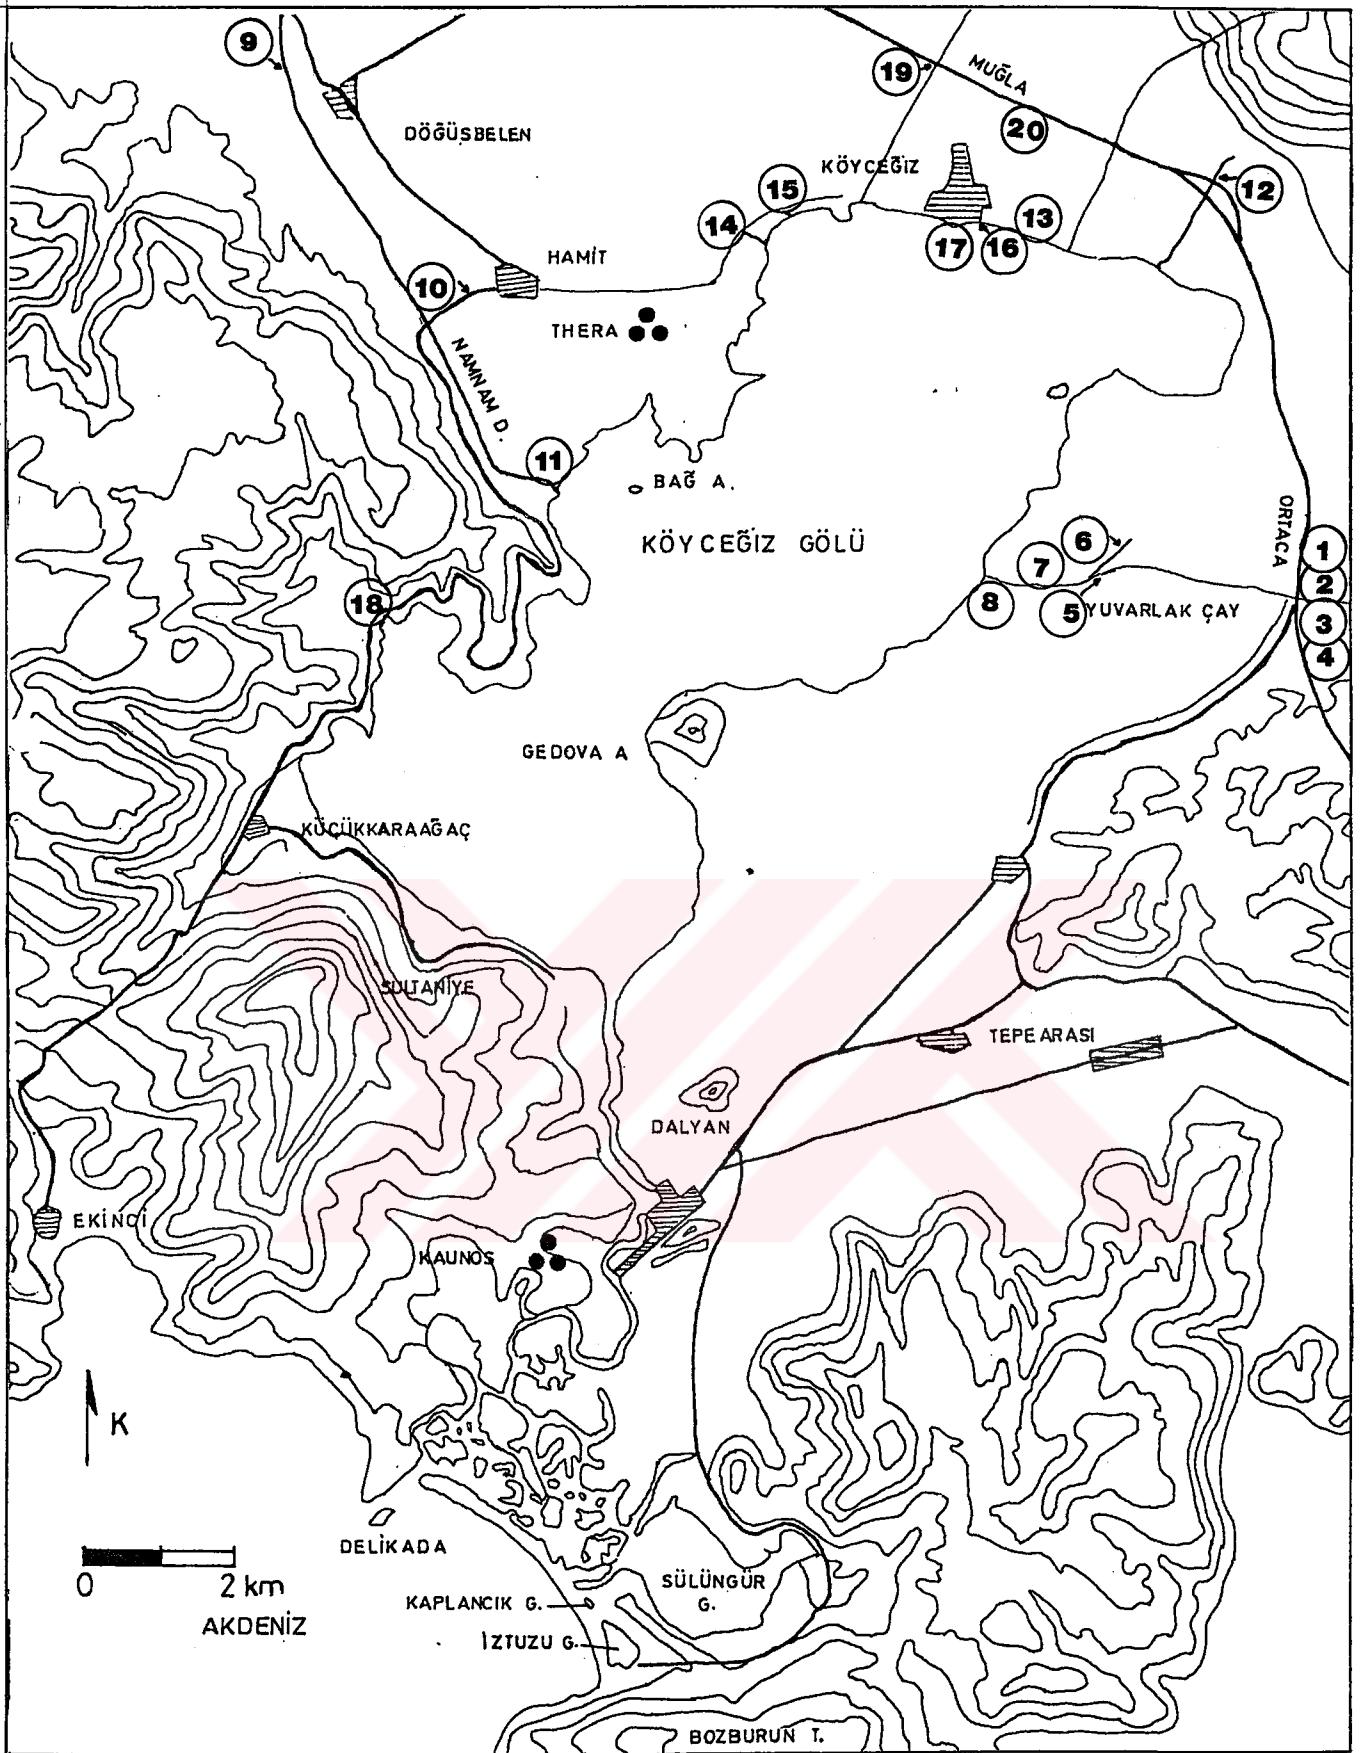 9
MUĞLA
19
20
DÖĞÜŞBELEN
KÖYCEĞİZ
15
12
14
13
17
16
HAMİT
10
THERA
NAMNAM D.
11
BAĞ A.
ORTACA
KÖYCEĞİZ GÖLÜ
6
1
7
2
18
8
5
YUVARLAK ÇAY
3
4
GEDOVA A
KÜÇÜKKARAAĞAÇ
SULTANİYE
TEPEARASI
DALYAN
EKİNCİ
KAUNOS
K
DELİKADA
0 2 km
SÜLÜNGÜR
G.
KAPLANCIK G.
AKDENİZ
İZTUZU G.
BOZBURUN T.